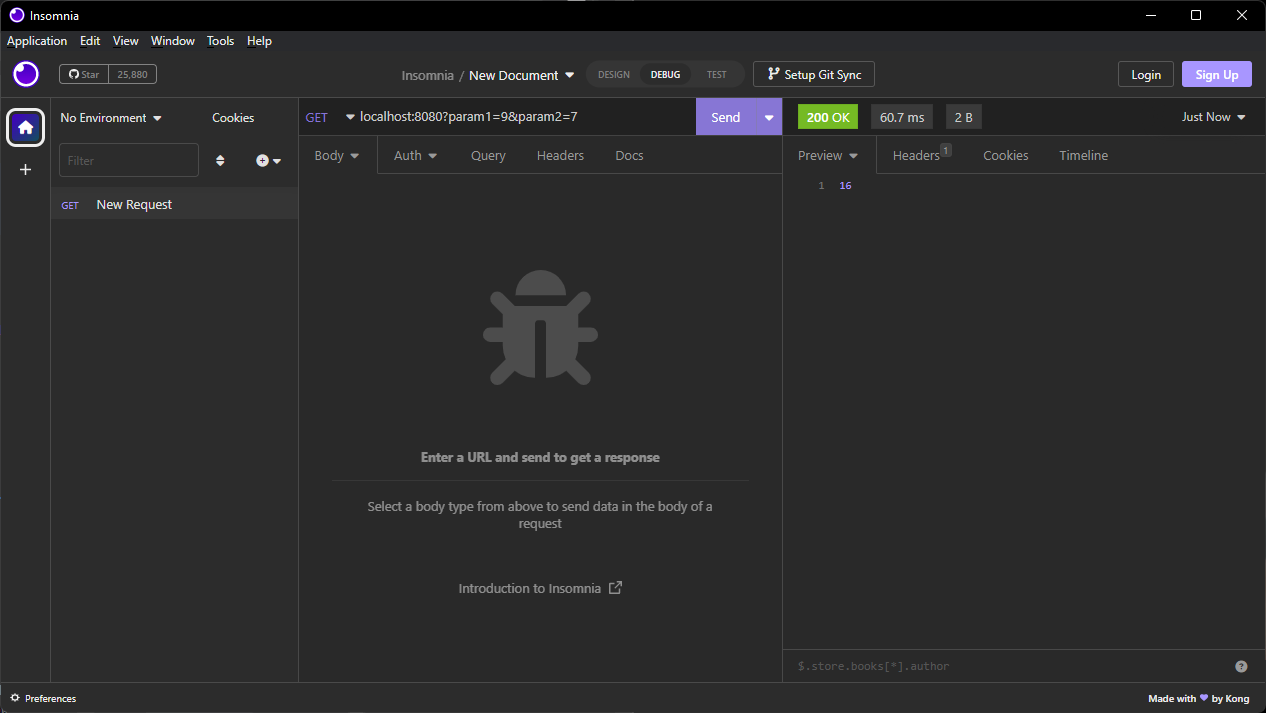 Insomnia
Application Edit View Window Tools Help
Star 25,880
Insomnia / New Document
DESIGN DEBUG TEST
Setup Git Sync
Login
Sign Up
No Environment
Cookies
GET localhost:8080?param1=9&param2=7
Send
200 OK
60.7 ms
2 B
Just Now
Filter
Body Auth Query Headers Docs
Preview Headers 1 Cookies Timeline
GET New Request
1 16
Enter a URL and send to get a response
Select a body type from above to send data in the body of a
request
Introduction to Insomnia
$.store.books[*].author
?
Preferences
Made with by Kong